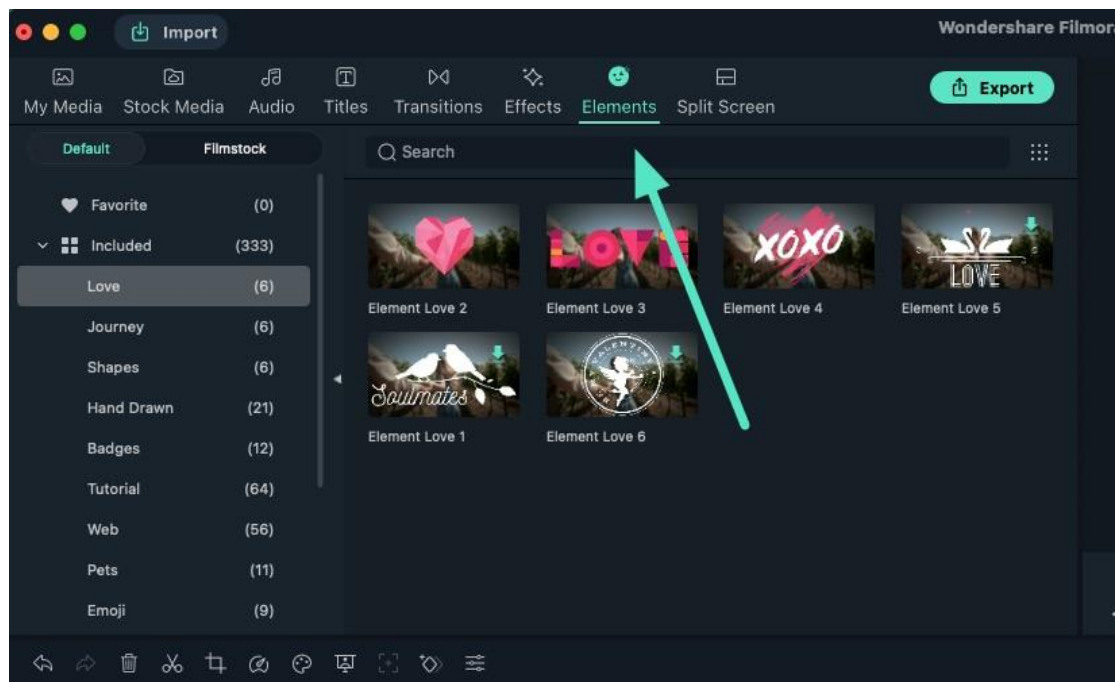 Import
Wondershare Filmora
My Media Stock Media Audio Titles Transitions Effects Elements Split Screen
Export
Default Filmstock
Search
Favorite (0)
Included (333)
Love (6)
Journey (6)
Shapes (6)
Hand Drawn (21)
Badges (12)
Tutorial (64)
Web (56)
Pets (11)
Emoji (9)
LOVE
XOXO
LOVE
Element Love 2
Element Love 3
Element Love 4
Element Love 5
Soulmates
VALENTINE
Element Love 1
Element Love 6